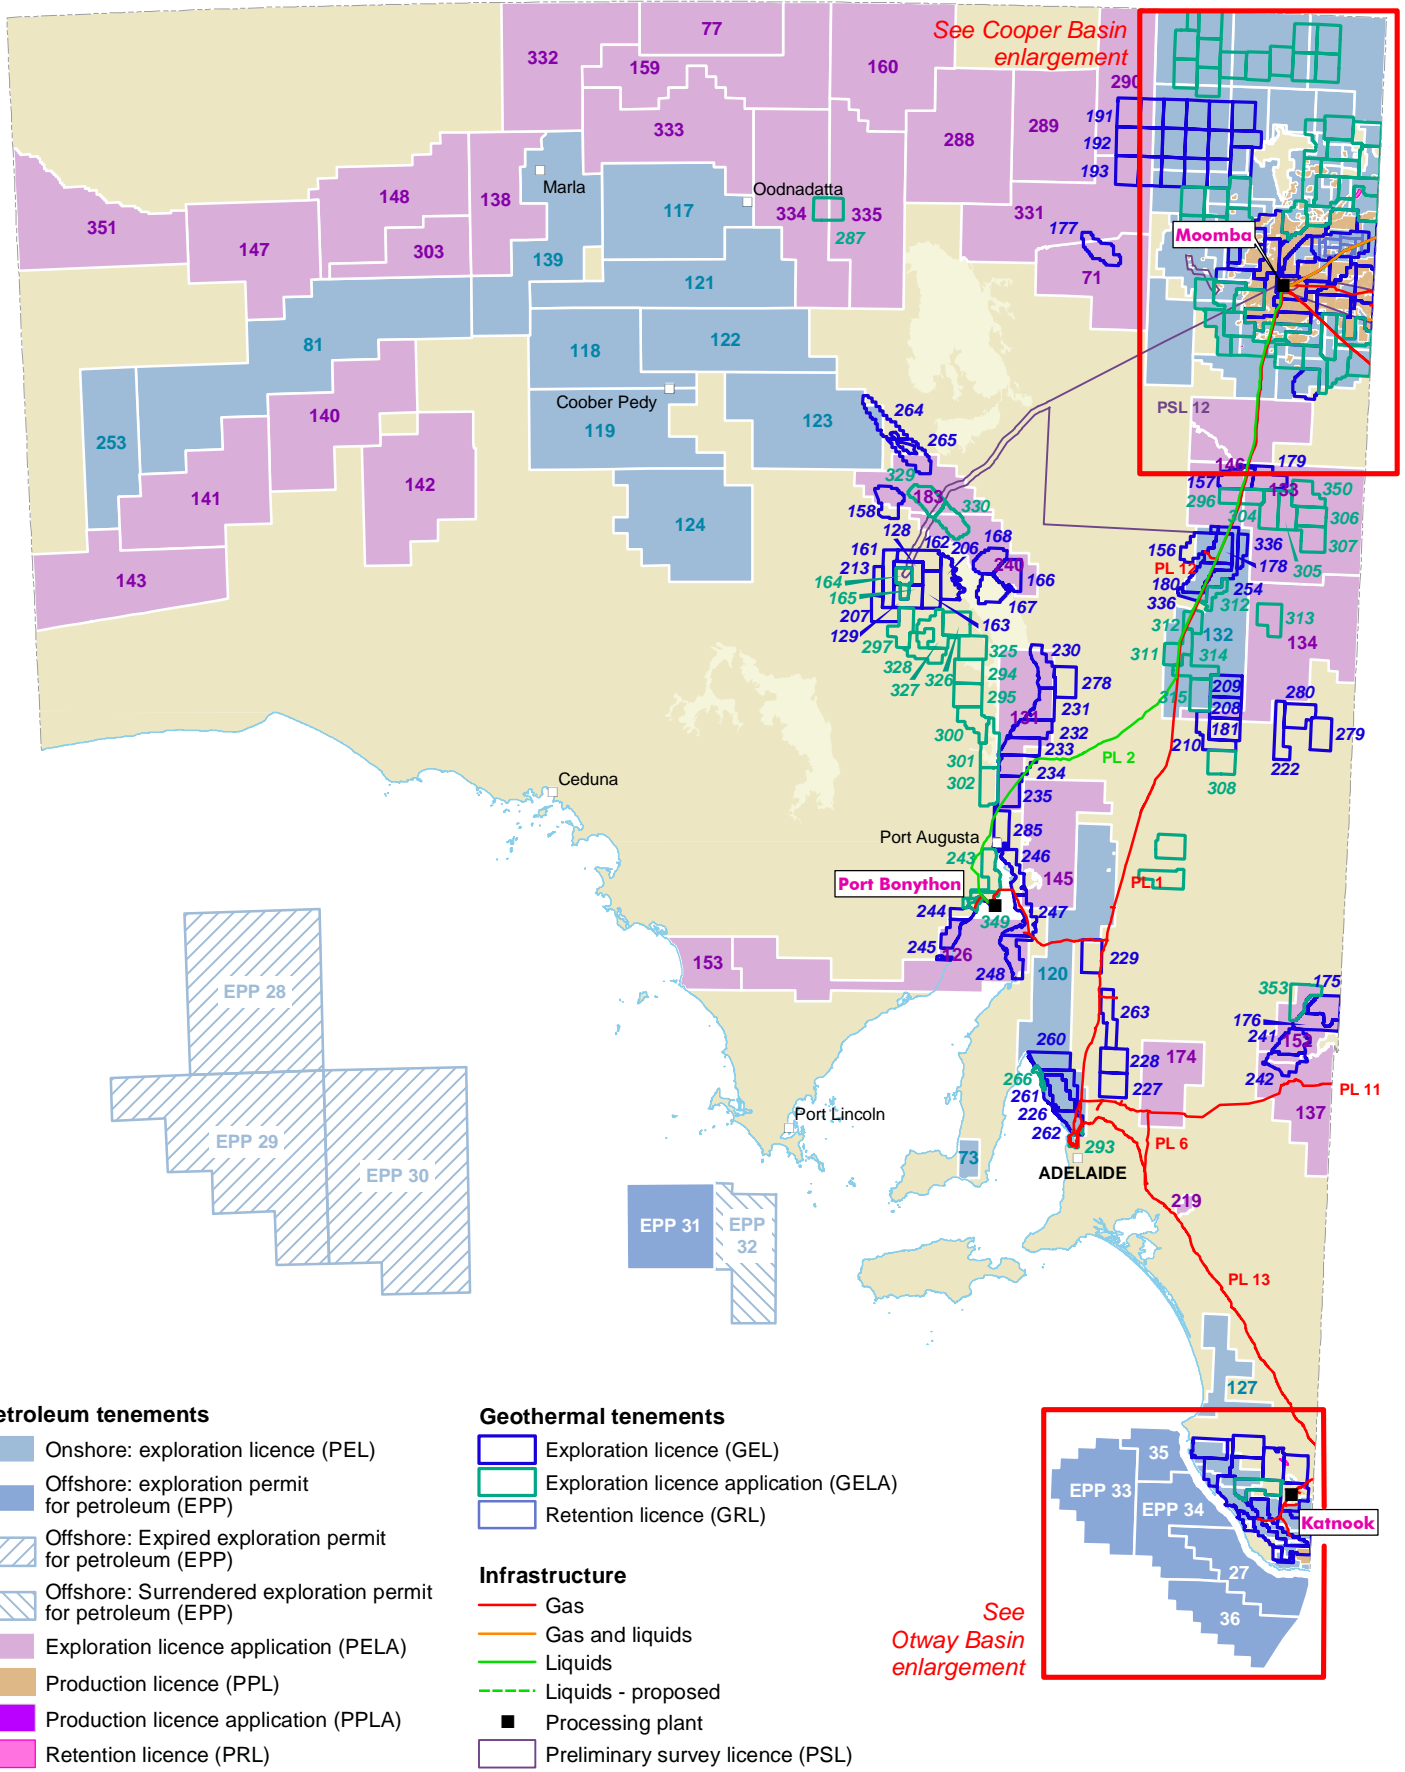 77
332
159
160
See Cooper Basin
enlargement
290
333
288
289
191
192
193
351
148
138
Marla
147
303
139
117
Oodnadatta
334
335
287
331
177
71
Moomba
121
81
118
122
Coober Pedy
119
123
253
140
141
142
143
124
264
265
329
183
330
158
128
161
162
206
168
213
240
164
166
165
167
207
129
163
297
328
327
326
325
294
295
230
278
131
231
300
232
233
301
234
302
235
PSL 12
146
179
157
133
350
296
304
306
307
305
156
336
PL 12
178
180
254
336
312
312
132
313
134
311
314
315
209
208
181
210
280
279
222
308
PL 2
Ceduna
Port Augusta
285
243
246
145
PL 1
Port Bonython
244
349
247
245
126
248
153
120
229
263
353
175
176
241
152
242
260
228
174
227
266
261
226
262
293
PL 11
137
PL 6
ADELAIDE
73
219
PL 13
Port Lincoln
EPP 28
EPP 29
EPP 30
EPP 31
EPP
32
127
35
EPP 33
EPP 34
27
36
Katnook
See
Otway Basin
enlargement
etroleum tenements
Onshore: exploration licence (PEL)
Offshore: exploration permit
for petroleum (EPP)
Offshore: Expired exploration permit
for petroleum (EPP)
Offshore: Surrendered exploration permit
for petroleum (EPP)
Exploration licence application (PELA)
Production licence (PPL)
Production licence application (PPLA)
Retention licence (PRL)
Geothermal tenements
Exploration licence (GEL)
Exploration licence application (GELA)
Retention licence (GRL)
Infrastructure
Gas
Gas and liquids
Liquids
Liquids - proposed
Processing plant
Preliminary survey licence (PSL)